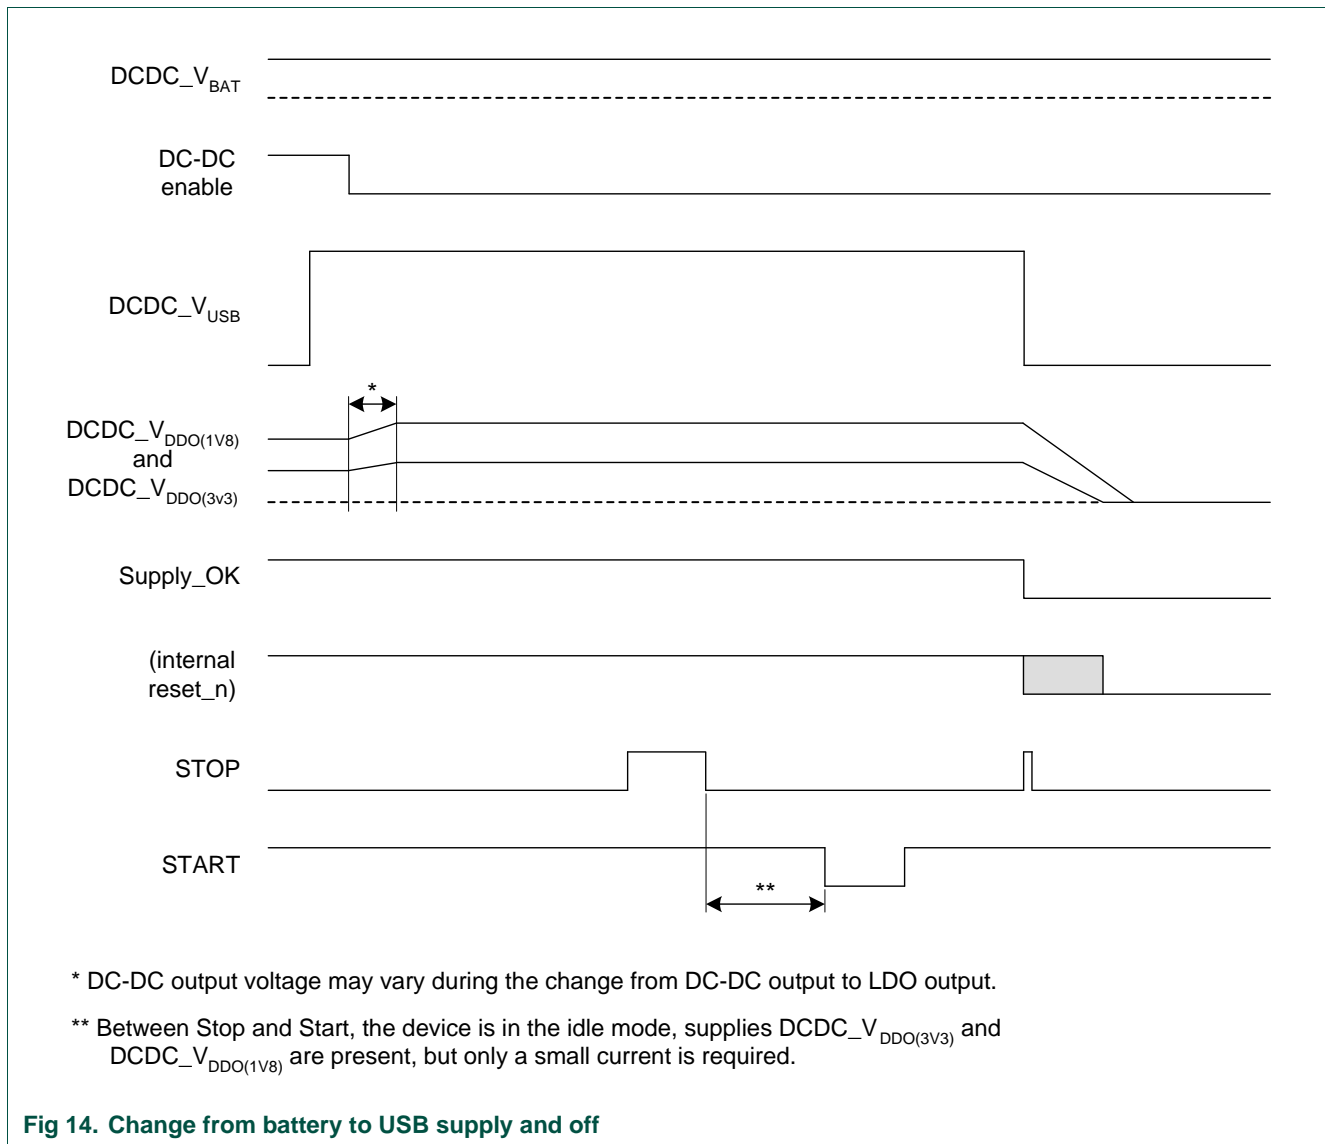 DCDC_VBAT
DC-DC
enable
DCDC_VUSB
*
DCDC_VDDO(1V8)
and
DCDC_VDDO(3v3)
Supply_OK
(internal
reset_n)
STOP
START
**
* DC-DC output voltage may vary during the change from DC-DC output to LDO output.
** Between Stop and Start, the device is in the idle mode, supplies DCDC_VDDO(3V3) and
DCDC_VDDO(1V8) are present, but only a small current is required.
Fig 14. Change from battery to USB supply and off